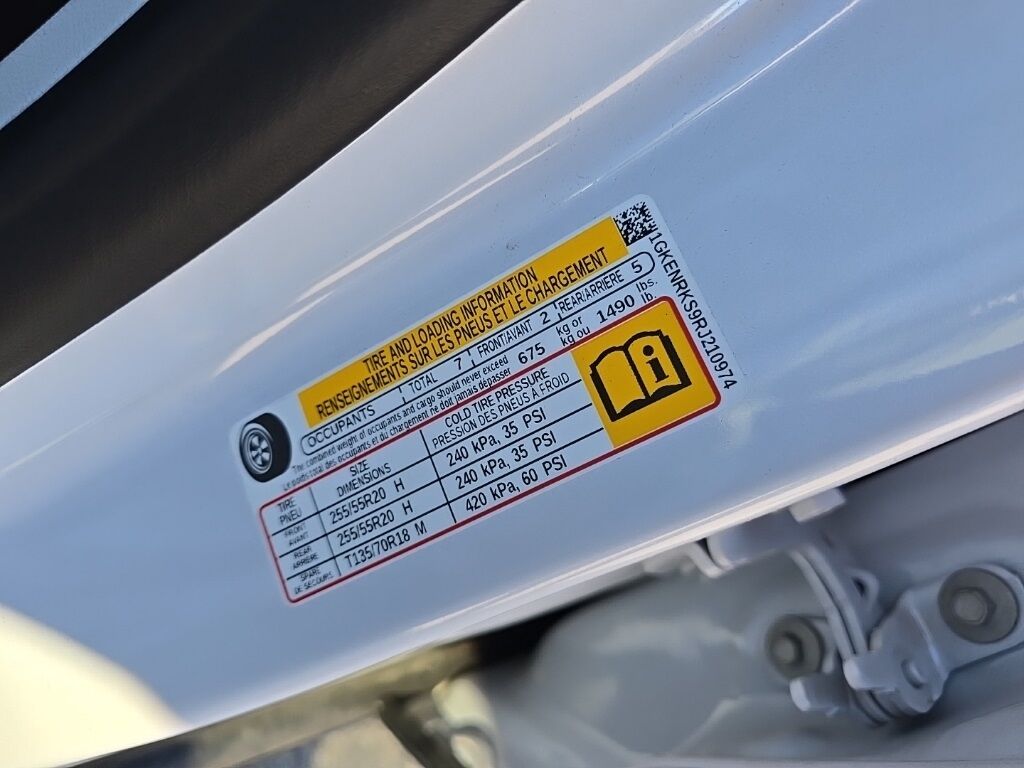 TIRE AND LOADING INFORMATION
RENSEIGNEMENTS SUR LES PNEUS ET LE CHARGEMENT
OCCUPANTS TOTAL 7 FRONT/AVANT 2 REAR/ARRIÈRE 5
The combined weight of occupants and cargo should never exceed 675 kg or 1490 lbs.
Le poids total des occupants et du chargement ne doit jamais dépasser kg ou lb.
TIRE SIZE COLD TIRE PRESSURE
PNEU DIMENSIONS PRESSION DES PNEUS À FROID
FRONT
AVANT 255/55R20 H 240 kPa, 35 PSI
REAR
ARRIÈRE 255/55R20 H 240 kPa, 35 PSI
SPARE
DE SECOURS T135/70R18 M 420 kPa, 60 PSI
1GKENRKS9RJ210974